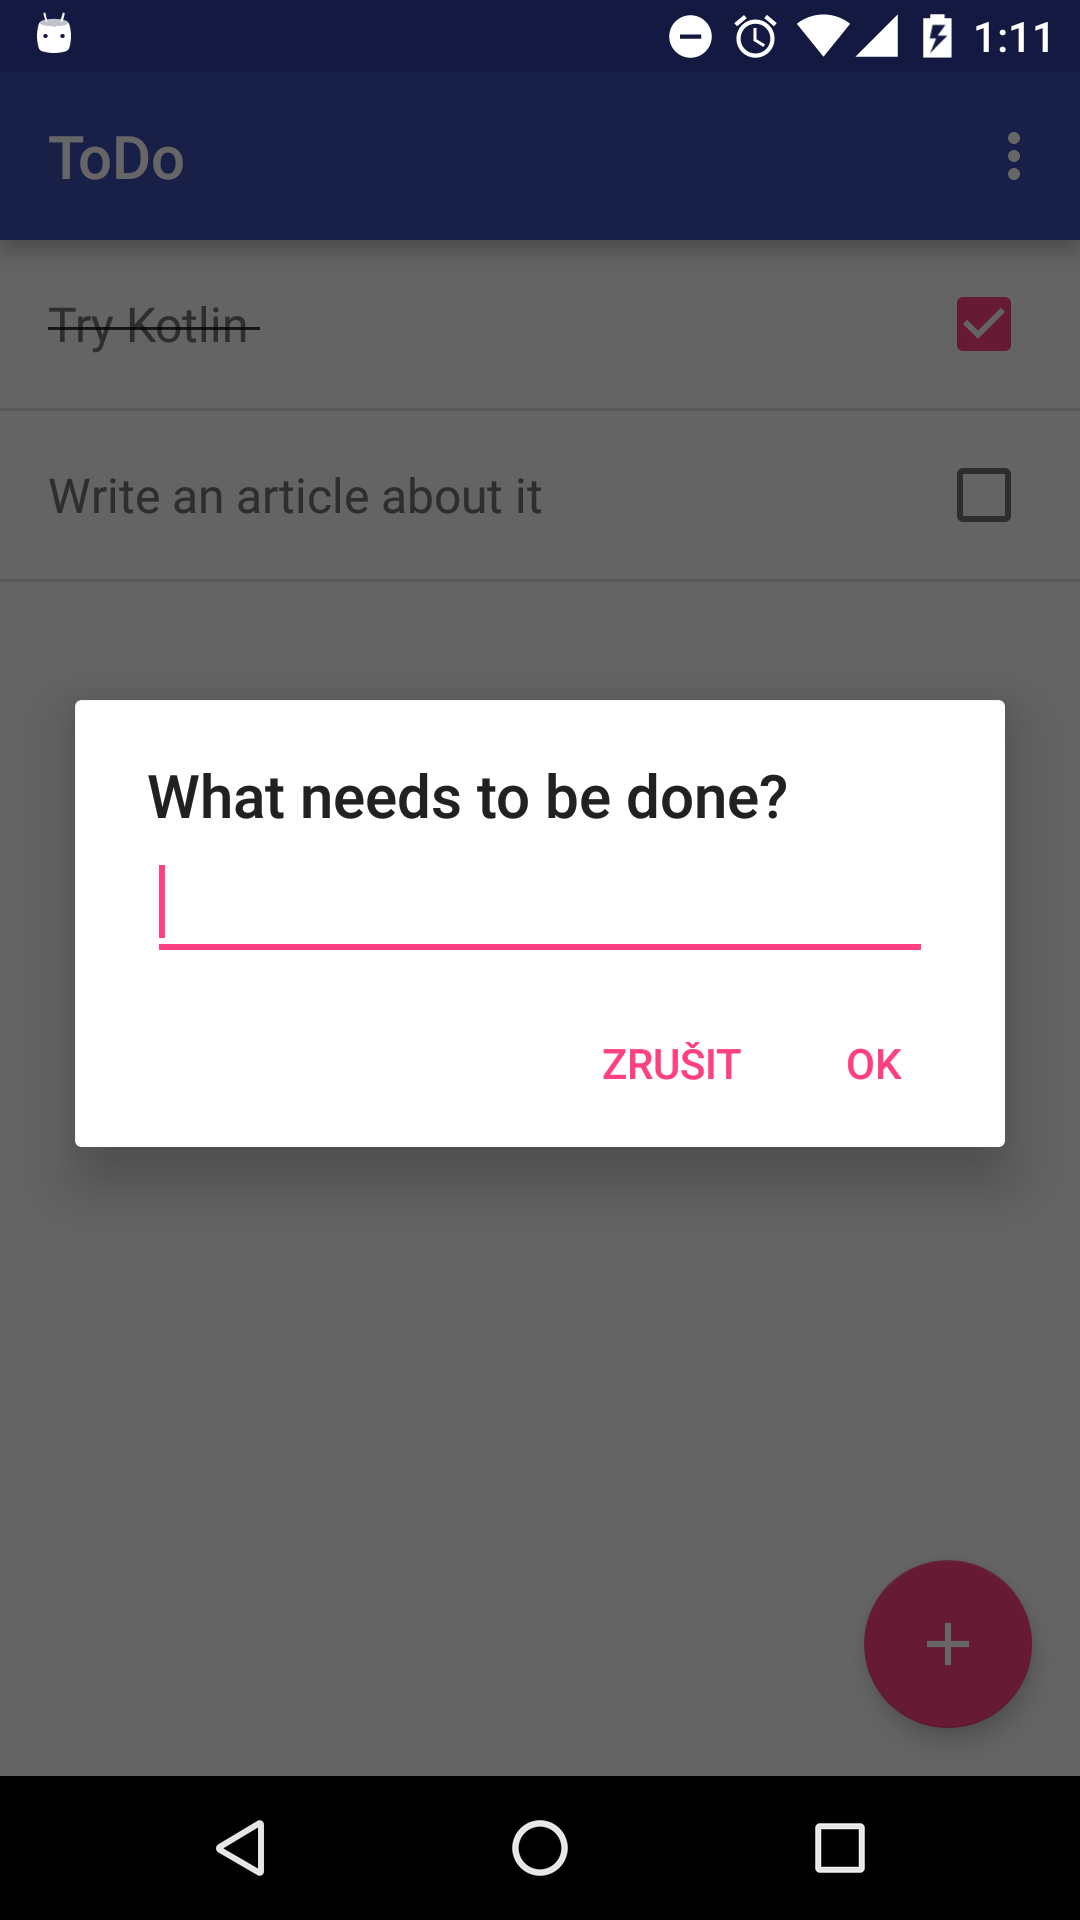 1:11
ToDo
Try Kotlin
Write an article about it
What needs to be done?
ZRUŠIT OK